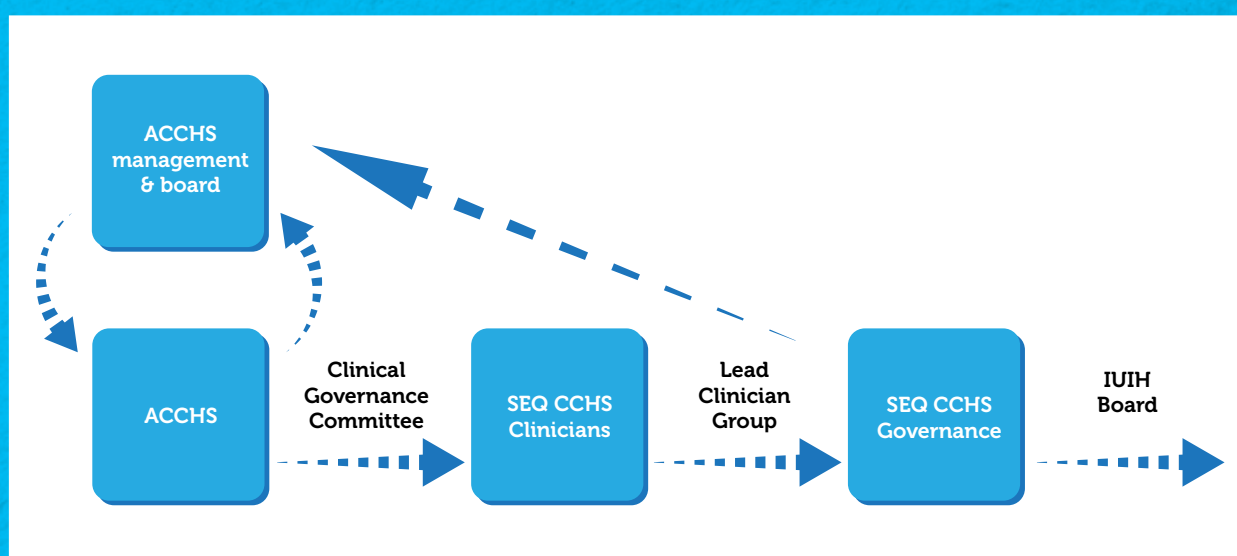 ACCHS
management
& board
ACCHS
Clinical
Governance
Committee
SEQ CCHS
Clinicians
Lead
Clinician
Group
SEQ CCHS
Governance
IUIH
Board